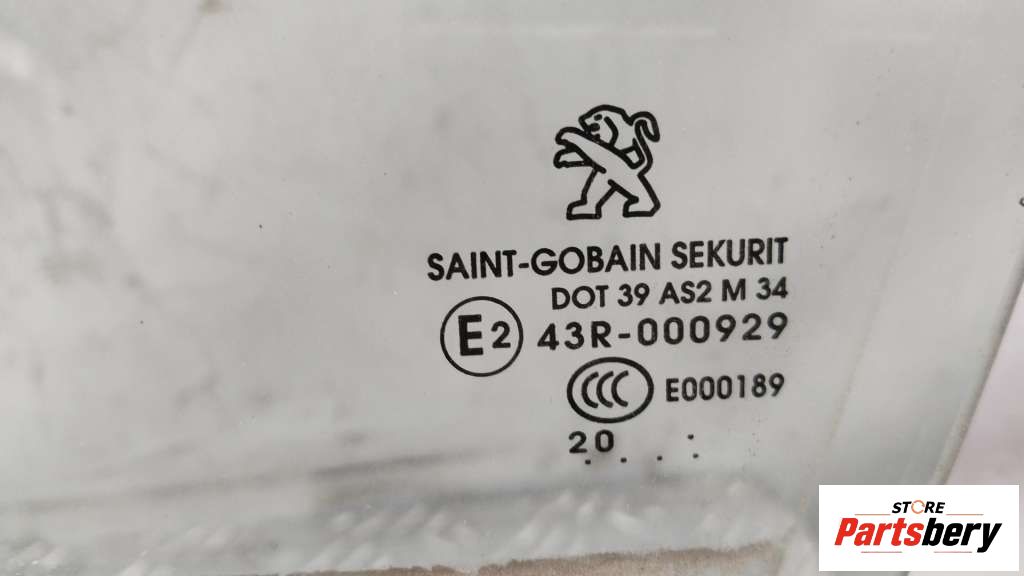 SAINT-GOBAIN SEKURIT
DOT 39 AS2 M 34
E2 43R-000929
CCC E000189
20
STORE
Partsbery